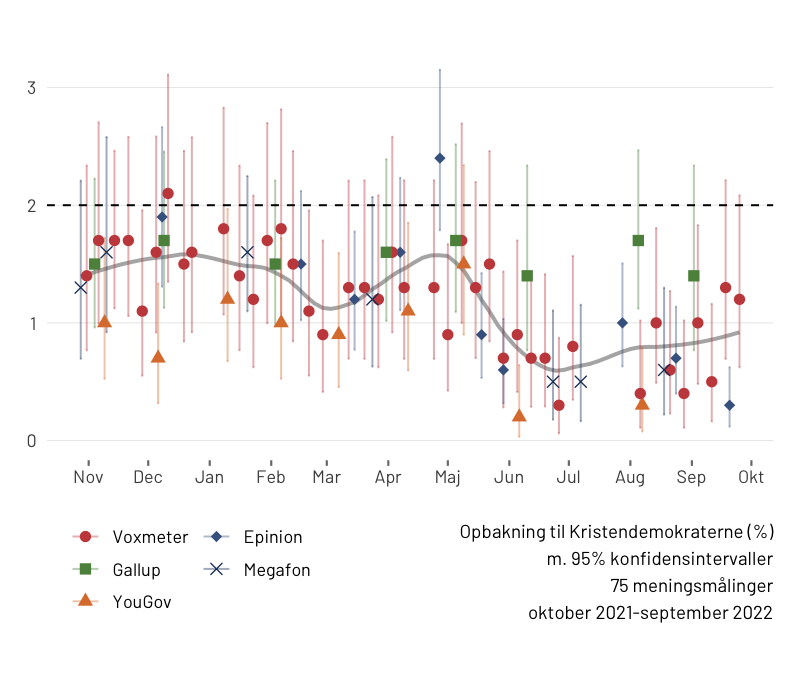 3
2
1
0
Nov Dec Jan Feb Mar Apr Maj Jun Jul Aug Sep Okt
Voxmeter Epinion
Gallup Megafon
YouGov
Opbakning til Kristendemokraterne (%)
m. 95% konfidensintervaller
75 meningsmålinger
oktober 2021-september 2022